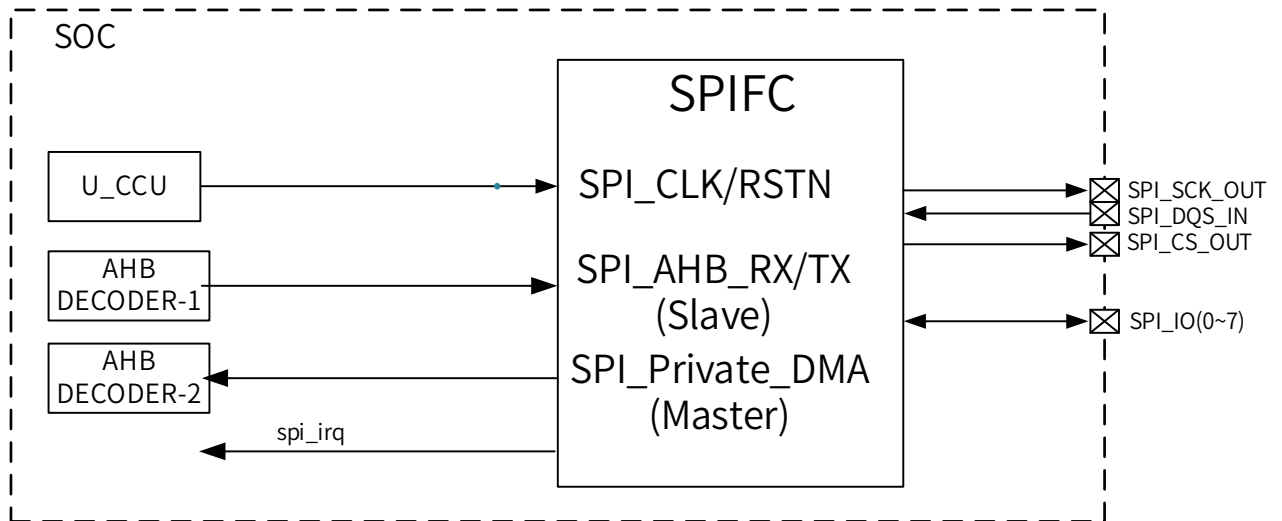 SOC
SPIFC
U_CCU
SPI_CLK/RSTN
SPI_SCK_OUT
SPI_DQS_IN
SPI_CS_OUT
AHB
DECODER-1
SPI_AHB_RX/TX
(Slave)
SPI_IO(0~7)
AHB
DECODER-2
SPI_Private_DMA
(Master)
spi_irq